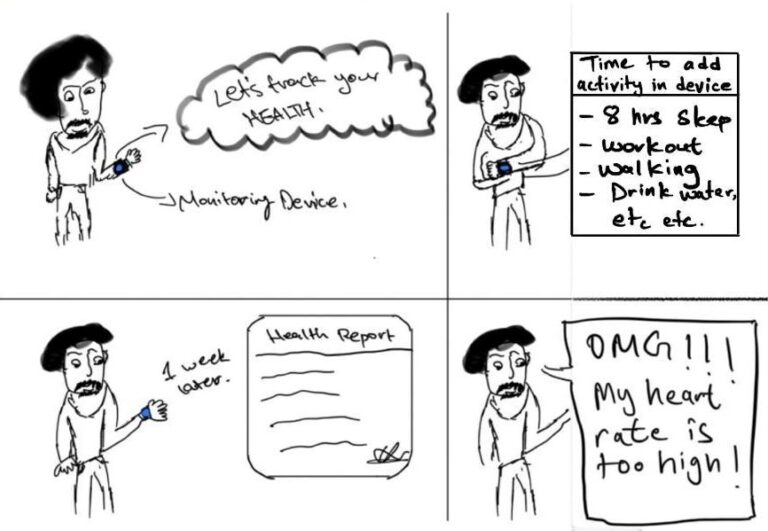 Let's track your
HEALTH.
Monitoring Device.
Time to add
activity in device
- 8 hrs Sleep
- workout
- walking
- Drink water,
etc etc.
1 week
later.
Health Report
OMG!!!
My heart
rate is
too high!